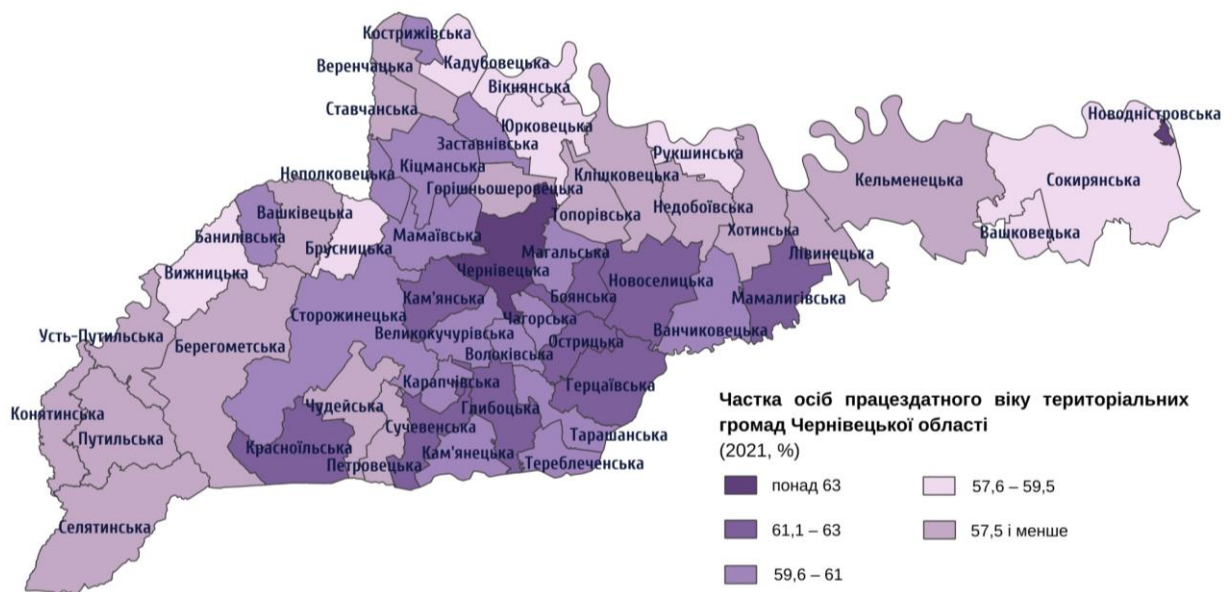 Кострижівська
Кадубовецька
Веренчацька
Вікнянська
Ставчанська
Новодністровська
Юрковецька
Заставнівська
Рукшинська
Кіцманська
Неполковецька
Клішковецька
Кельменецька
Сокирянська
Горішньошеровецька
Недобоївська
Вашківецька
Топорівська
Хотинська
Банилівська
Брусницька
Мамаївська
Вашковецька
Магальська
Лівинецька
Вижницька
Чернівецька
Новоселицька
Кам'янська
Боянська
Мамалигівська
Сторожинецька
Чагорська
Усть-Путильська
Великокучурівська
Ванчиковецька
Берегометська
Острицька
Волоківська
Карапчівська
Герцаївська
Чудейська
Глибоцька
Конятинська
Сучевенська
Путильська
Тарашанська
Красноїльська
Кам'янецька
Петровецька
Тереблеченська
Селятинська
Частка осіб працездатного віку територіальних
громад Чернівецької області
(2021, %)
понад 63
57,6 – 59,5
61,1 – 63
57,5 і менше
59,6 – 61